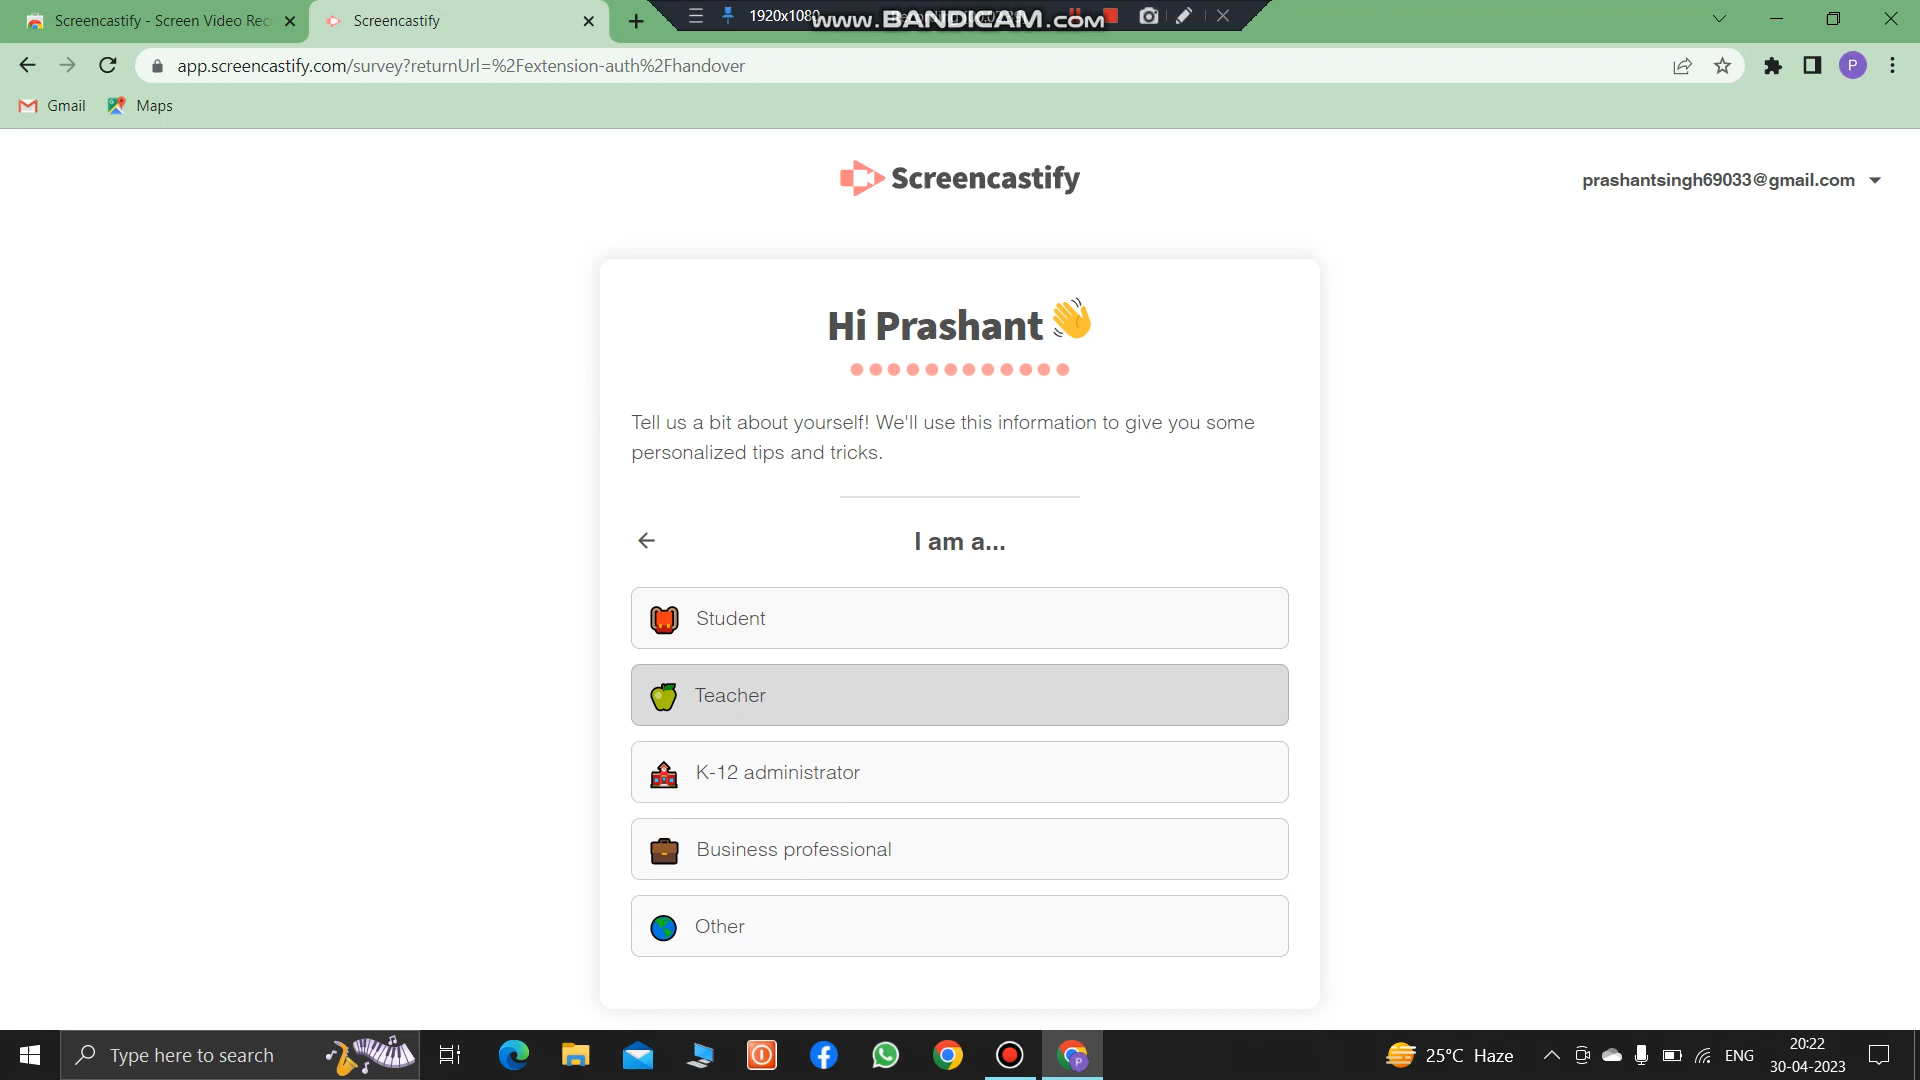 Screencastify - Screen Video Rec
Screencastify
1920x1080
www.BANDICAM.com
app.screencastify.com/survey?returnUrl=%2Fextension-auth%2Fhandover
P
Gmail
Maps
Screencastify
prashantsingh69033@gmail.com
Hi Prashant
Tell us a bit about yourself! We'll use this information to give you some
personalized tips and tricks.
I am a...
Student
Teacher
K-12 administrator
Business professional
Other
Type here to search
25°C Haze
ENG
20:22
30-04-2023